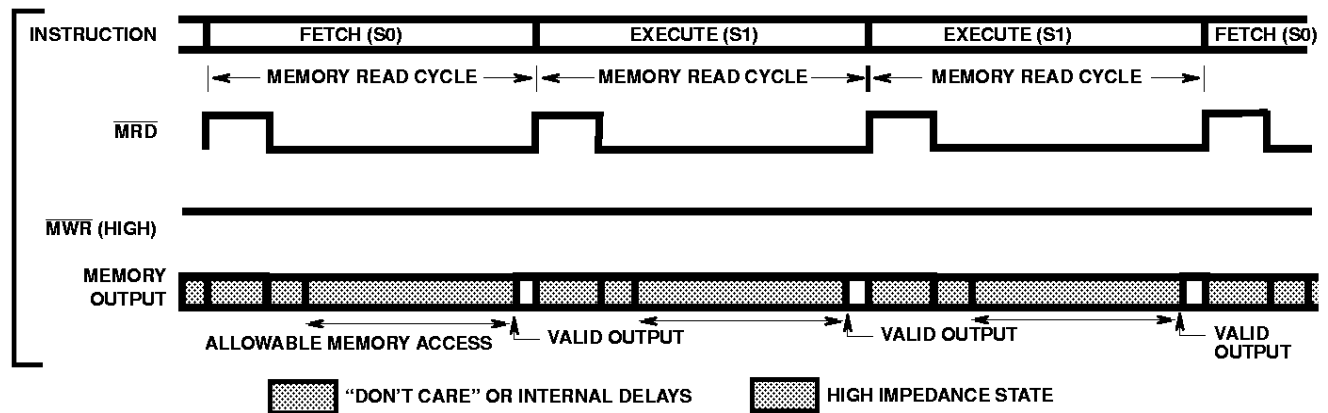 INSTRUCTION FETCH (S0) EXECUTE (S1) EXECUTE (S1) FETCH (S0)
MEMORY READ CYCLE MEMORY READ CYCLE MEMORY READ CYCLE
MRD
MWR (HIGH)
MEMORY
OUTPUT
ALLOWABLE MEMORY ACCESS VALID OUTPUT VALID OUTPUT VALID
OUTPUT
“DON'T CARE” OR INTERNAL DELAYS HIGH IMPEDANCE STATE